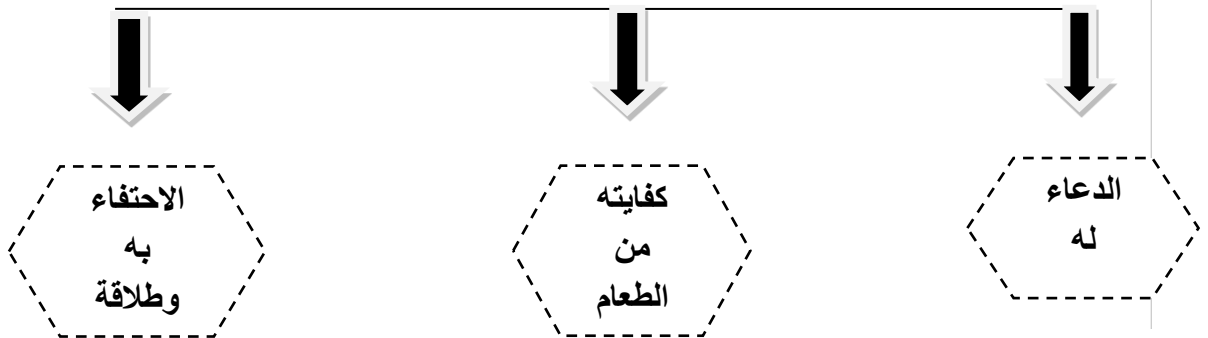 الدعاء
له
كفايته
من
الطعام
الاحتفاء
به
وطلاقة